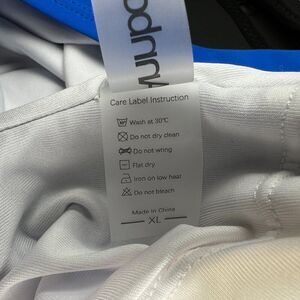 Care Label Instruction
Wash at 30℃
Do not dry clean
Do not wring
Flat dry
Iron on low heat
Do not bleach
Made in China
XL